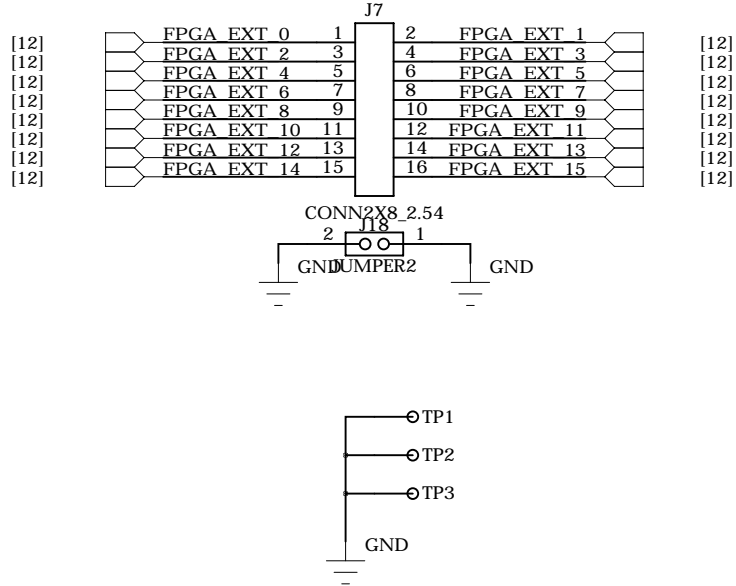 J7
[12] FPGA_EXT_0 1 2 FPGA_EXT_1 [12]
[12] FPGA_EXT_2 3 4 FPGA_EXT_3 [12]
[12] FPGA_EXT_4 5 6 FPGA_EXT_5 [12]
[12] FPGA_EXT_6 7 8 FPGA_EXT_7 [12]
[12] FPGA_EXT_8 9 10 FPGA_EXT_9 [12]
[12] FPGA_EXT_10 11 12 FPGA_EXT_11 [12]
[12] FPGA_EXT_12 13 14 FPGA_EXT_13 [12]
[12] FPGA_EXT_14 15 16 FPGA_EXT_15 [12]
CONN2X8_2.54
J18
2 1
GND JUMPER2 GND
TP1
TP2
TP3
GND